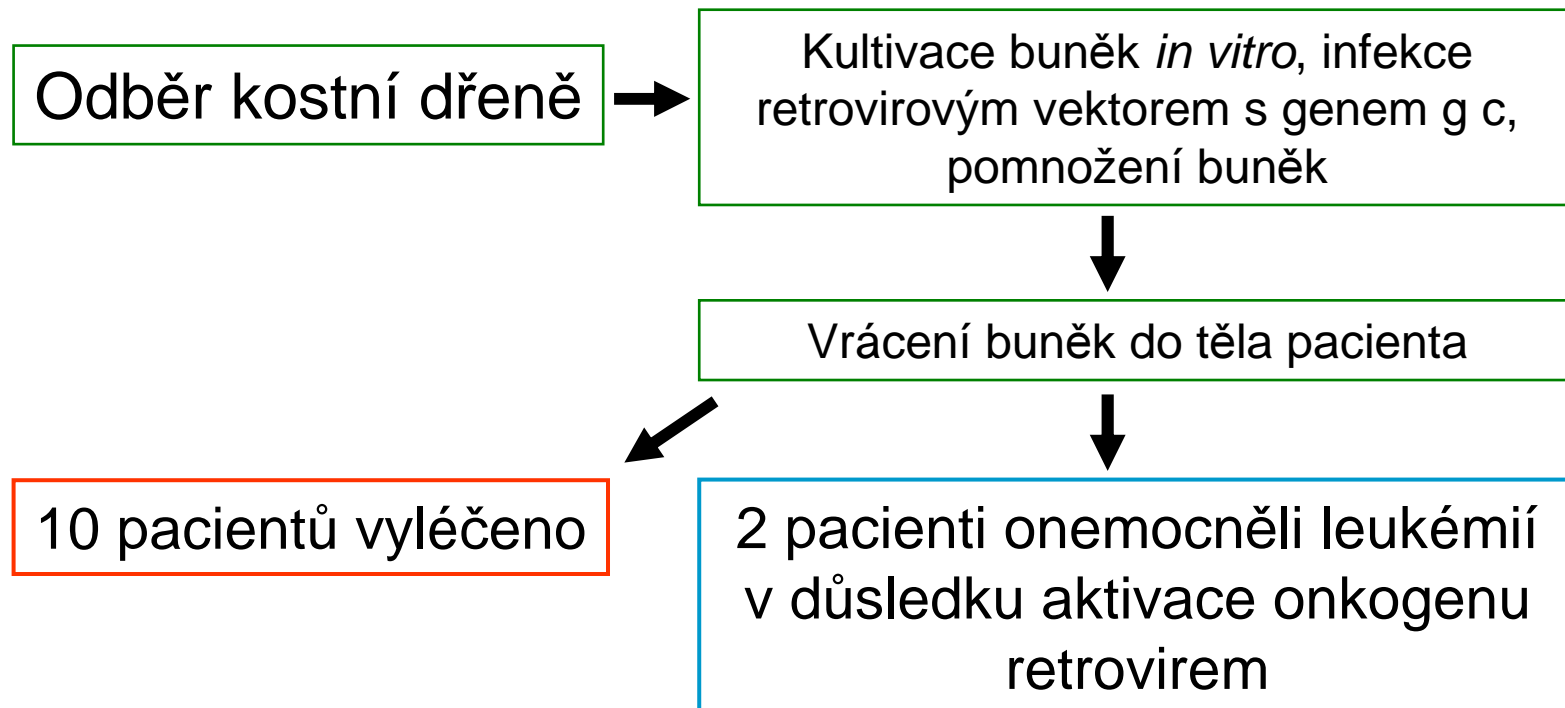 Odběr kostní dřeně
Kultivace buněk in vitro, infekce
retrovirovým vektorem s genem g c,
pomnožení buněk
Vrácení buněk do těla pacienta
10 pacientů vyléčeno
2 pacienti onemocněli leukémií
v důsledku aktivace onkogenu
retrovirem